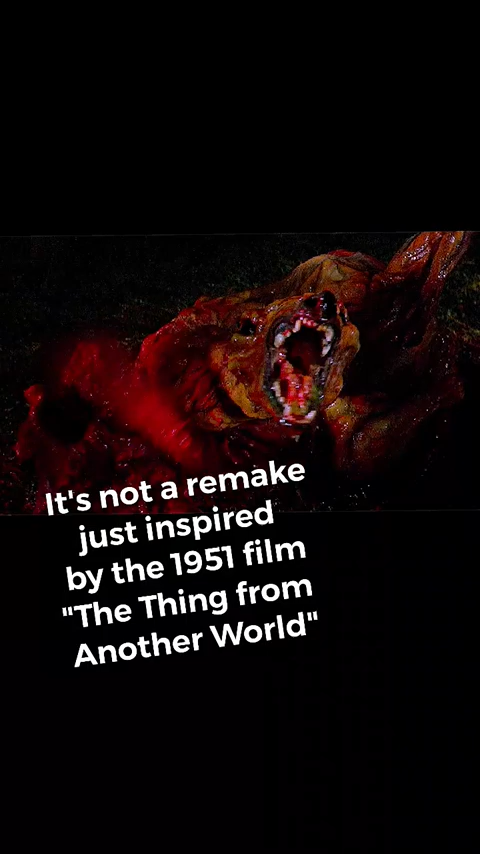 It's not a remake
just inspired
by the 1951 film
"The Thing from
Another World"